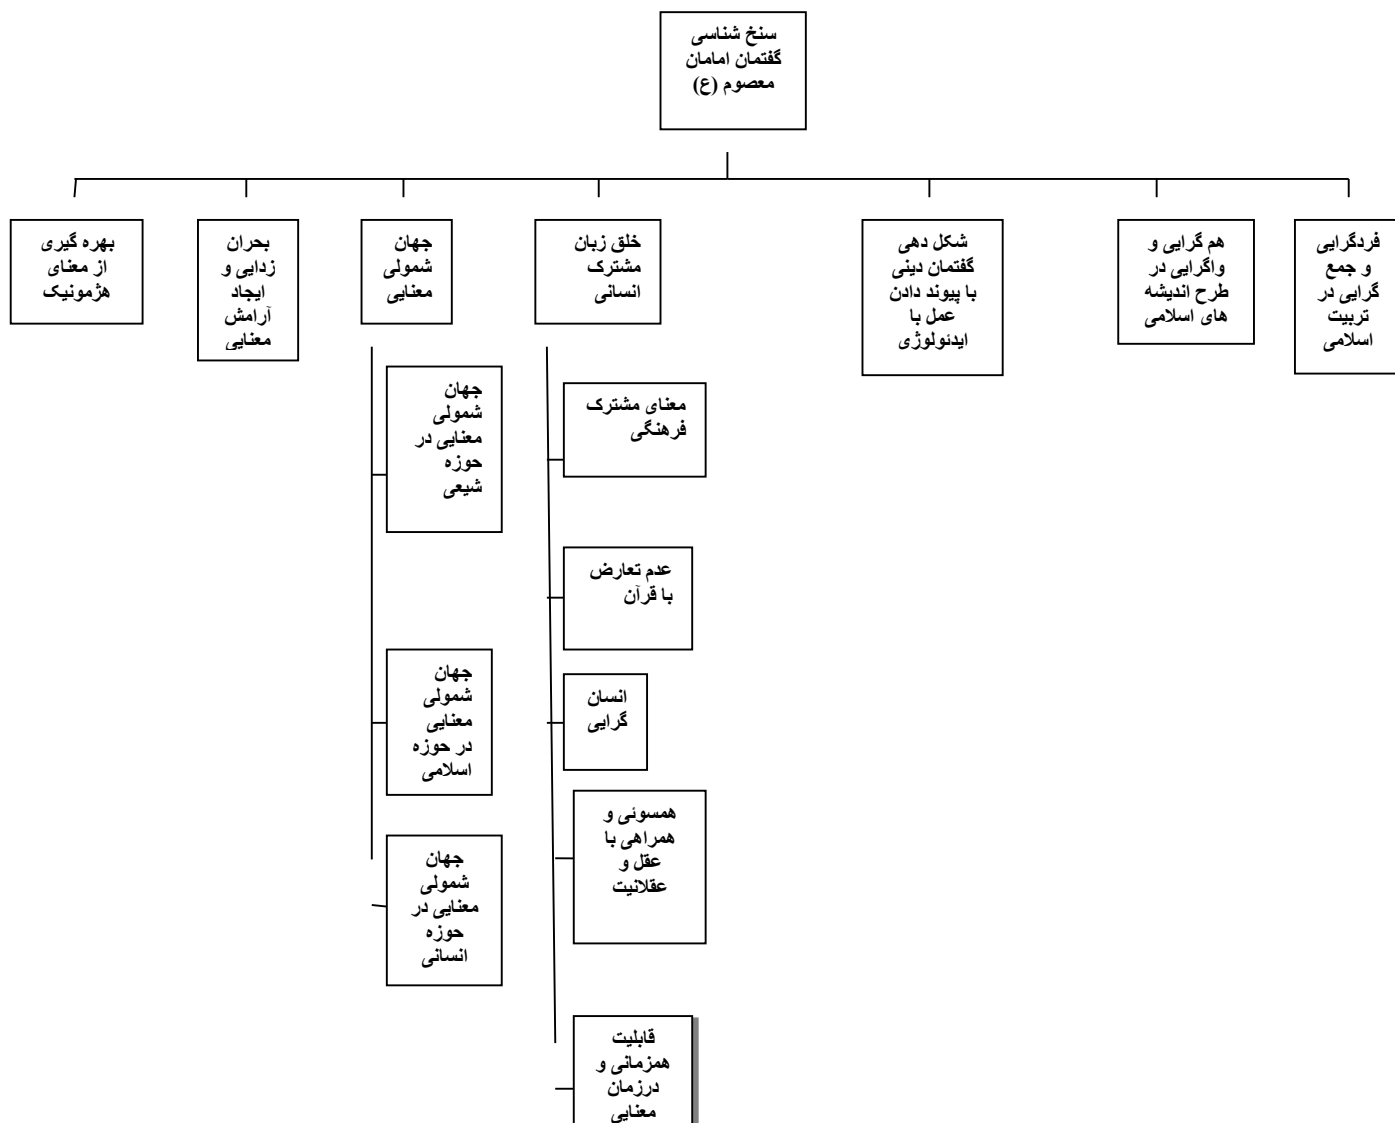 سنخ شناسی
گفتمان امامان
معصوم (ع)
فردگرایی
و جمع
گرایی در
تربیت
اسلامی
هم گرایی و
واگرایی در
طرح اندیشه
های اسلامی
شکل دهی
گفتمان دینی
با پیوند دادن
عمل با
ایدئولوژی
خلق زبان
مشترک
انسانی
معنای مشترک
فرهنگی
عدم تعارض
با قرآن
انسان
گرایی
همسوئی و
همراهی با
عقل و
عقلانیت
قابلیت
همزمانی و
درزمان
معنایی
جهان
شمولی
معنایی
جهان
شمولی
معنایی در
حوزه
شیعی
جهان
شمولی
معنایی
در حوزه
اسلامی
جهان
شمولی
معنایی در
حوزه
انسانی
بحران
زدایی و
ایجاد
آرامش
معنایی
بهره گیری
از معنای
هژمونیک